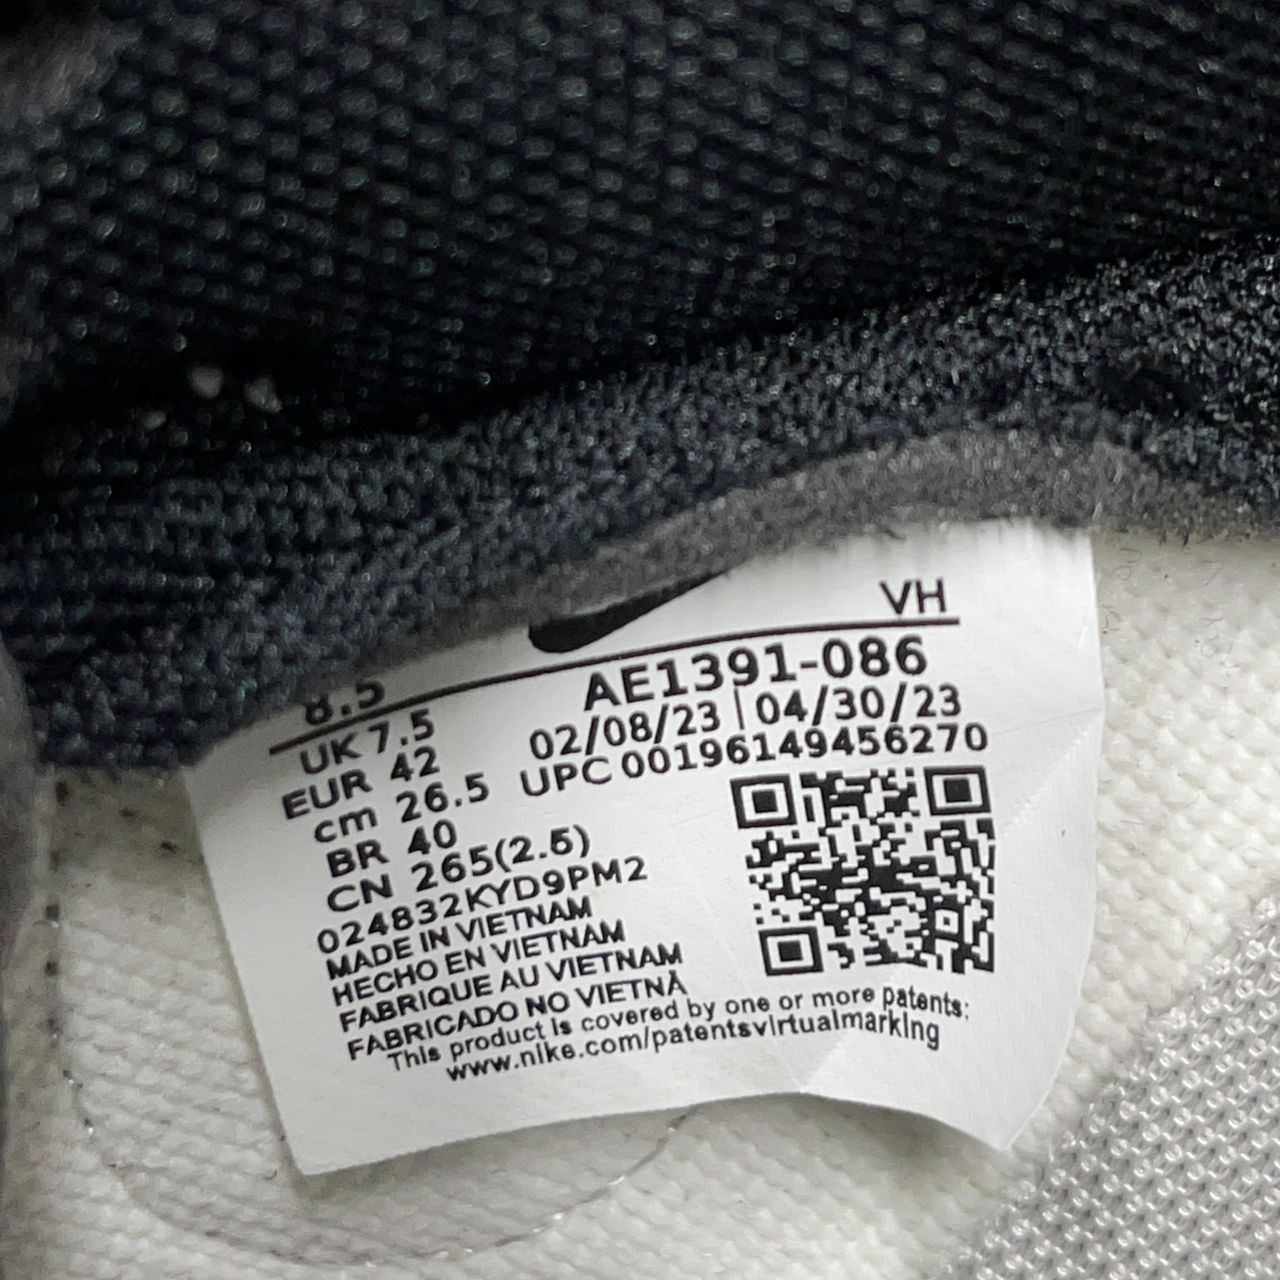 VH
8.5 AE1391-086
UK 7.5 02/08/23 | 04/30/23
EUR 42 UPC 00196149456270
cm 26.5
BR 40
CN 265(2.5)
024832KYD9PM2
MADE IN VIETNAM
HECHO EN VIETNAM
FABRIQUE AU VIETNAM
FABRICADO NO VIETNÃ
This product is covered by one or more patents:
www.nike.com/patentsvirtualmarking